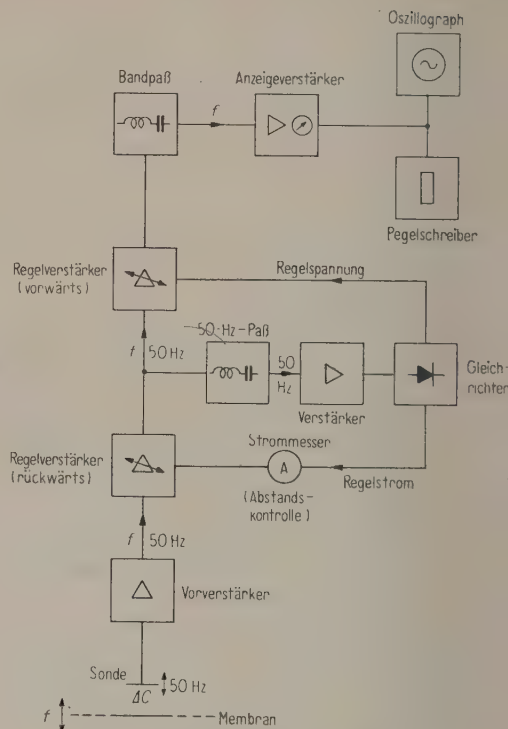 Oszillograph
Bandpaß
Anzeigeverstärker
f
Pegelschreiber
Regelverstärker
(vorwärts)
Regelspannung
f 50 Hz
50-Hz-Paß
50
Hz
Verstärker
Gleich-
richter
Regelverstärker
(rückwärts)
Strommesser
A
(Abstands-
kontrolle)
Regelstrom
f 50 Hz
Vorverstärker
Sonde
50 Hz
ΔC
f
Membran